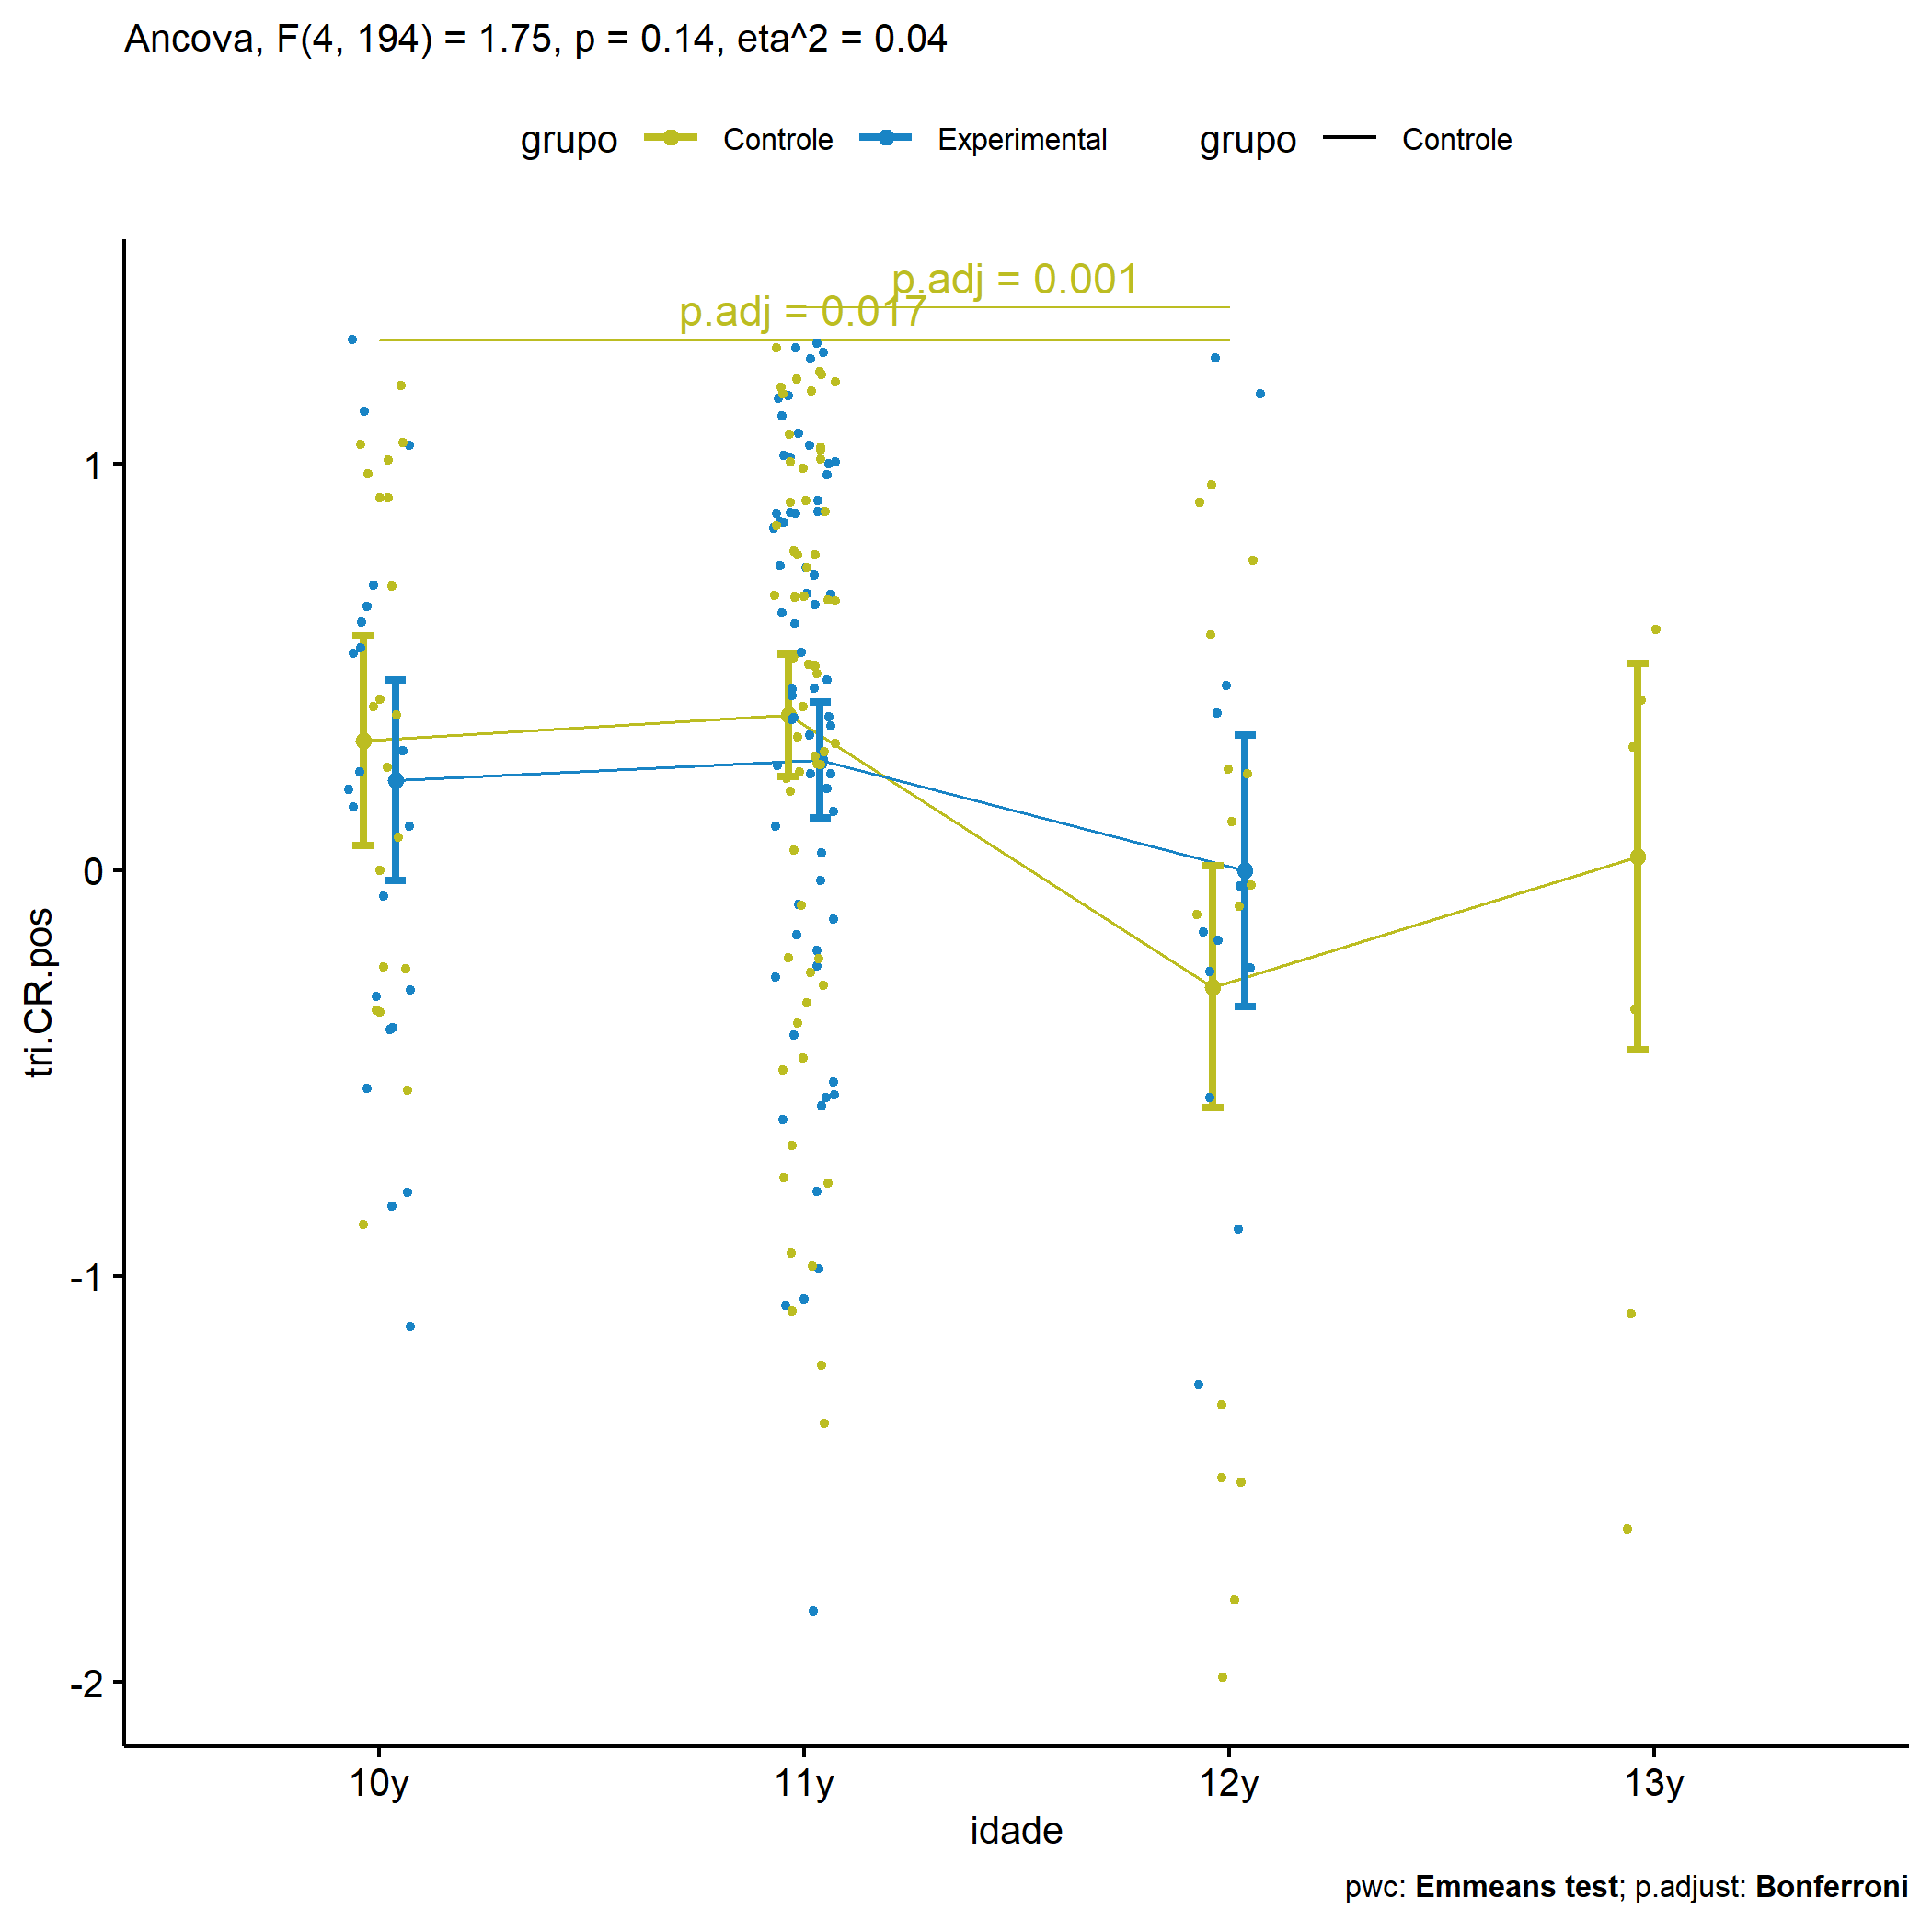 Ancova, F(4, 194) = 1.75, p = 0.14, eta^2 = 0.04
grupo Controle Experimental grupo Controle
p.adj = 0.001
p.adj = 0.017
1
0
-1
-2
tri.CR.pos
10y 11y 12y 13y
idade
pwc: Emmeans test; p.adjust: Bonferroni